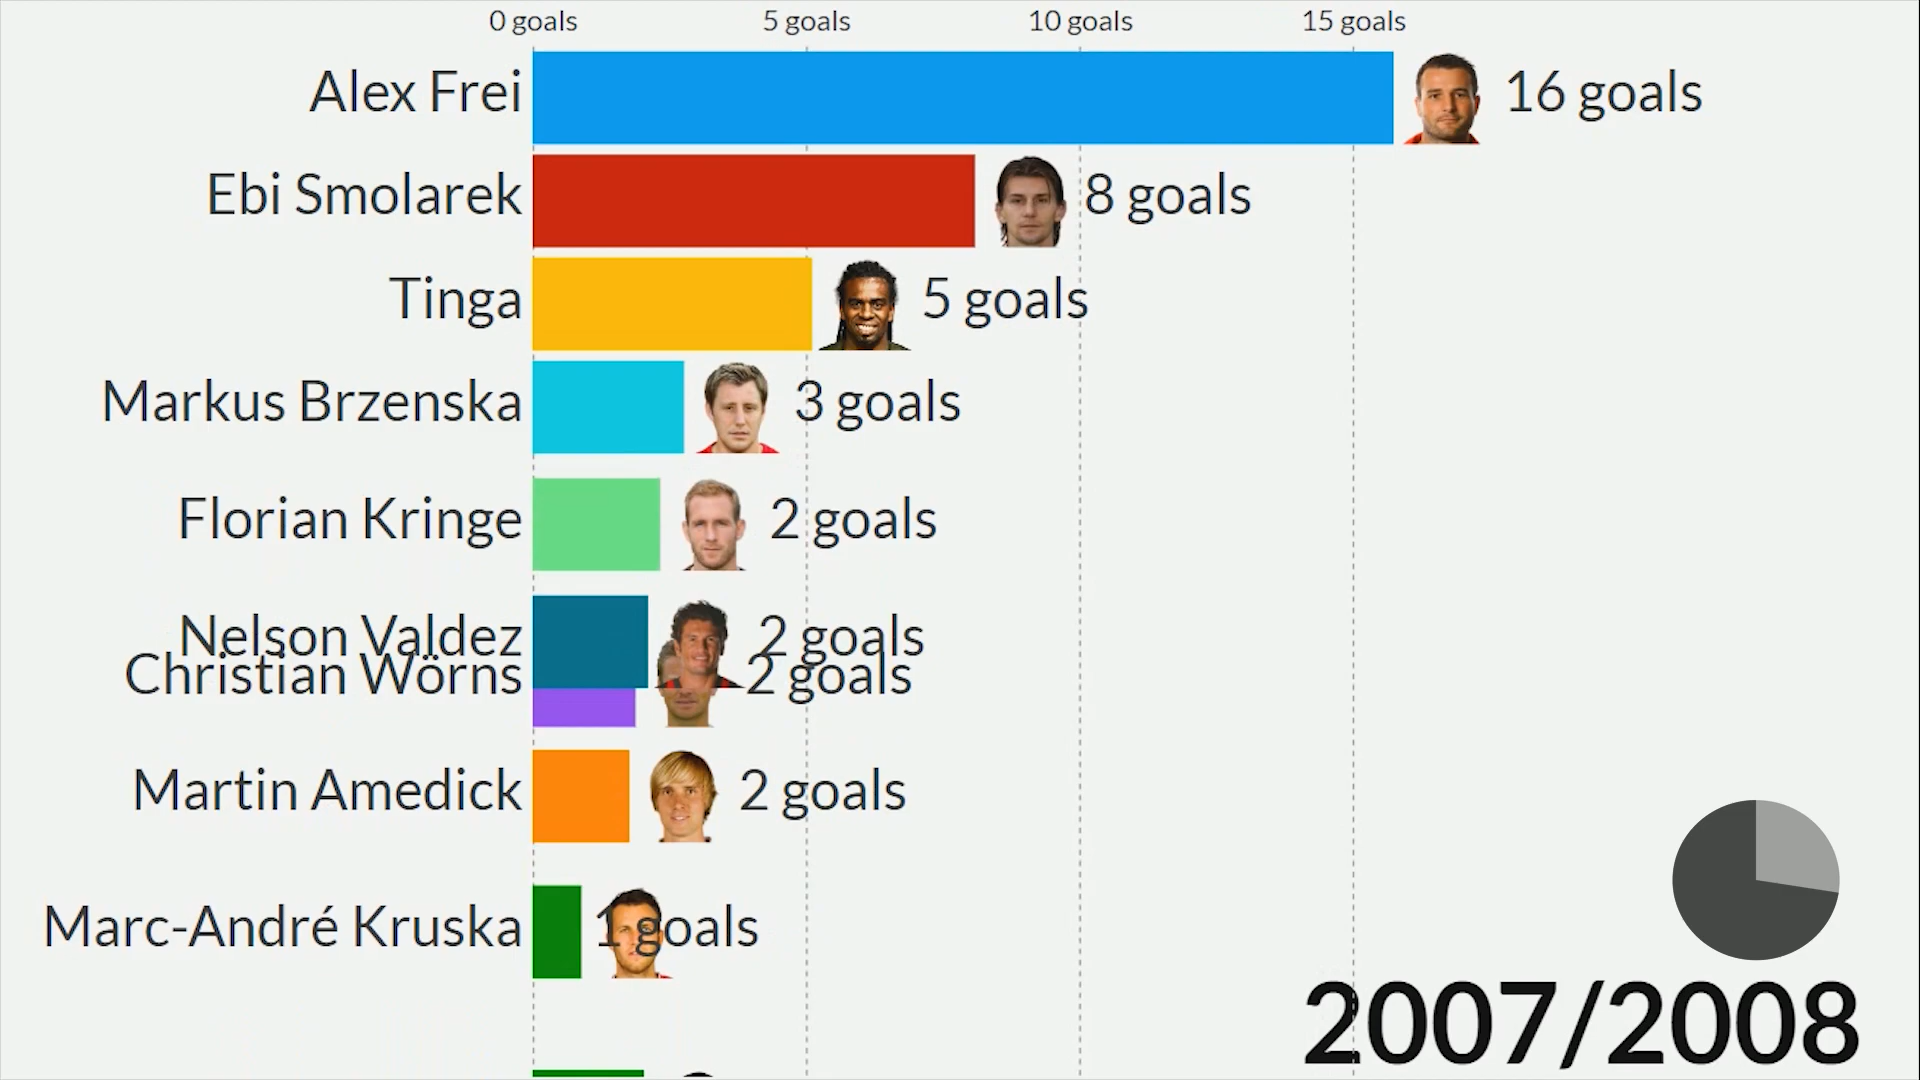 0 goals 5 goals 10 goals 15 goals
Alex Frei 16 goals
Ebi Smolarek 8 goals
Tinga 5 goals
Markus Brzenska 3 goals
Florian Kringe 2 goals
Nelson Valdez 2 goals
Christian Wörns 2 goals
Martin Amedick 2 goals
Marc-André Kruska 1 goals
2007/2008